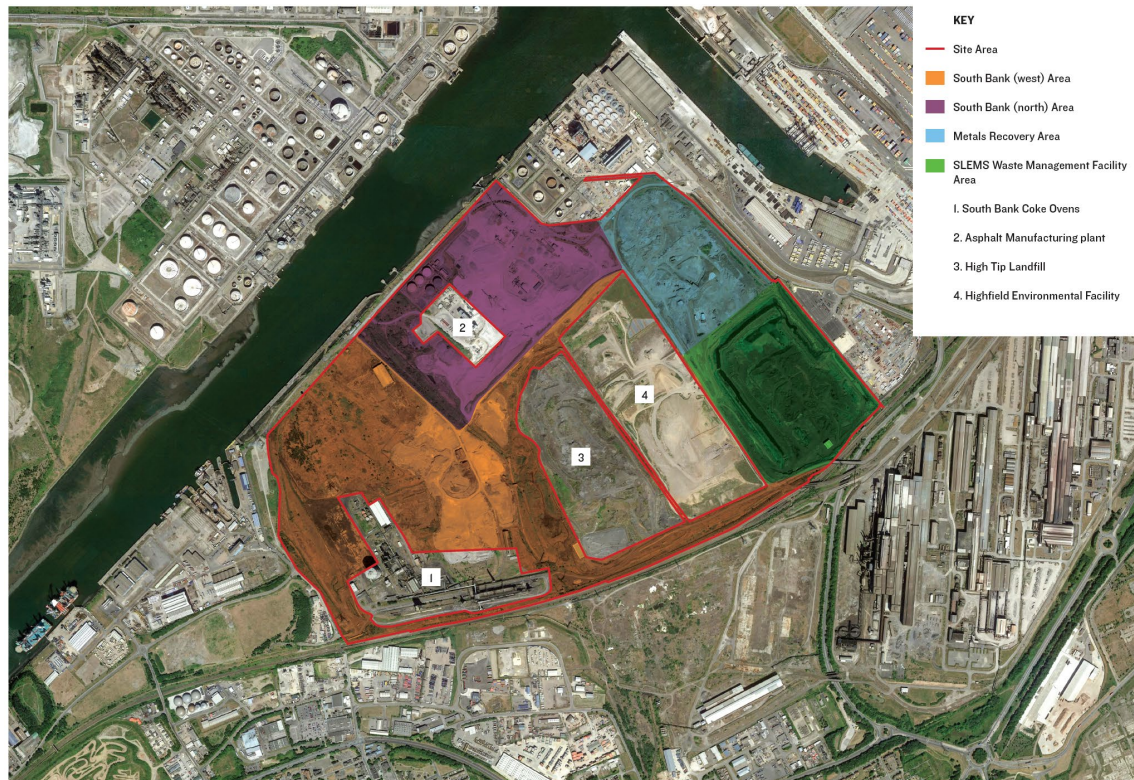 KEY
Site Area
South Bank (west) Area
South Bank (north) Area
Metals Recovery Area
SLEMS Waste Management Facility
Area
1. South Bank Coke Ovens
2. Asphalt Manufacturing plant
3. High Tip Landfill
4. Highfield Environmental Facility
2
4
3
1